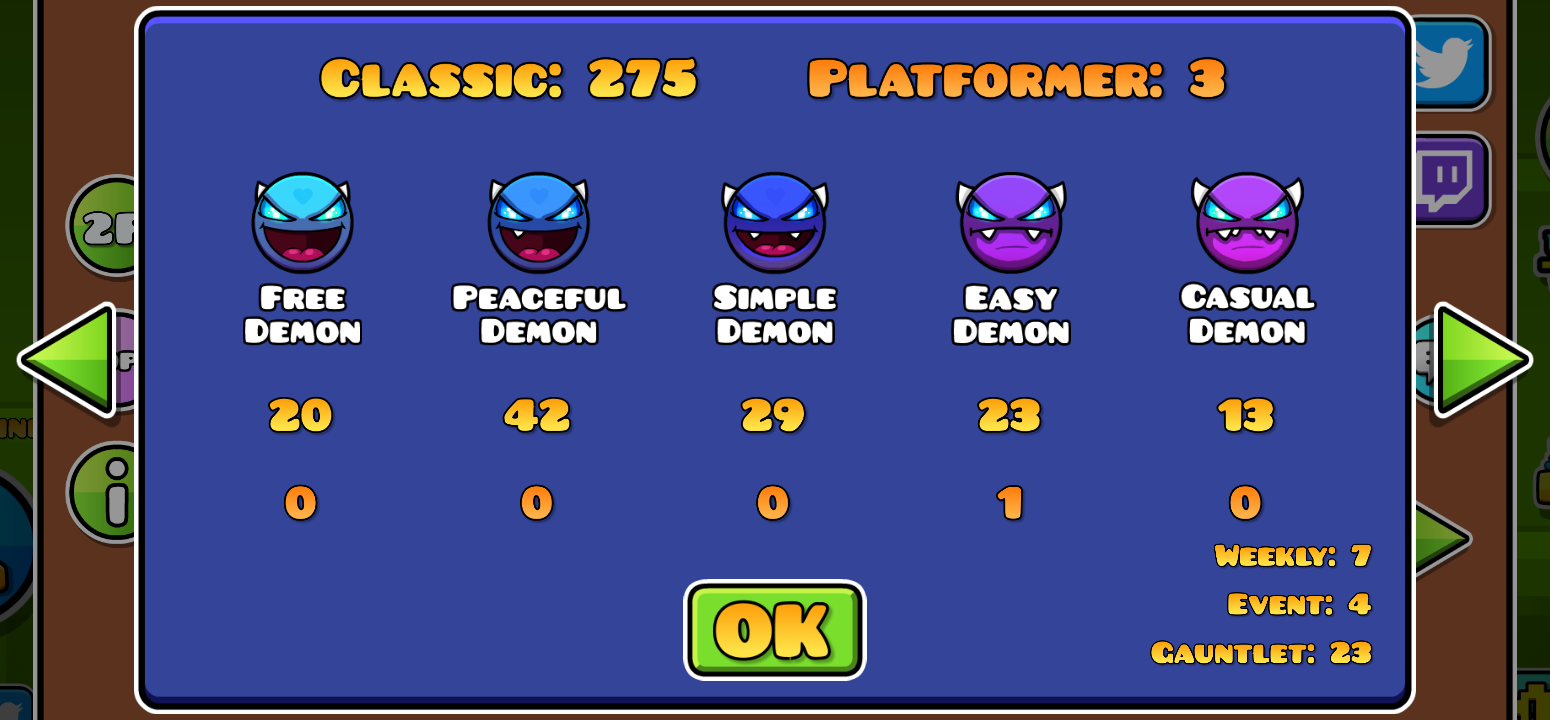 Classic: 275 Platformer: 3
Free Demon
Peaceful Demon
Simple Demon
Easy Demon
Casual Demon
20 42 29 23 13
0 0 0 1 0
Weekly: 7
Event: 4
Gauntlet: 23
OK